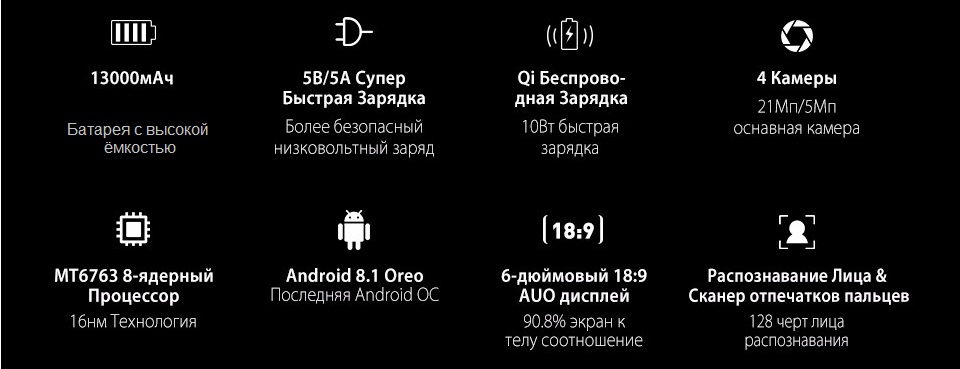 13000мАч
Батарея с высокой
ёмкостью
5В/5А Супер
Быстрая Зарядка
Более безопасный
низковольтный заряд
Qi Беспрово-
дная Зарядка
10Вт быстрая
зарядка
4 Камеры
21Мп/5Мп
оснавная камера
МТ6763 8-ядерный
Процессор
16нм Технология
Android 8.1 Oreo
Последняя Android ОС
18:9
6-дюймовый 18:9
AUO дисплей
90.8% экран к
телу соотношение
Распознавание Лица &
Сканер отпечатков пальцев
128 черт лица
распознавания